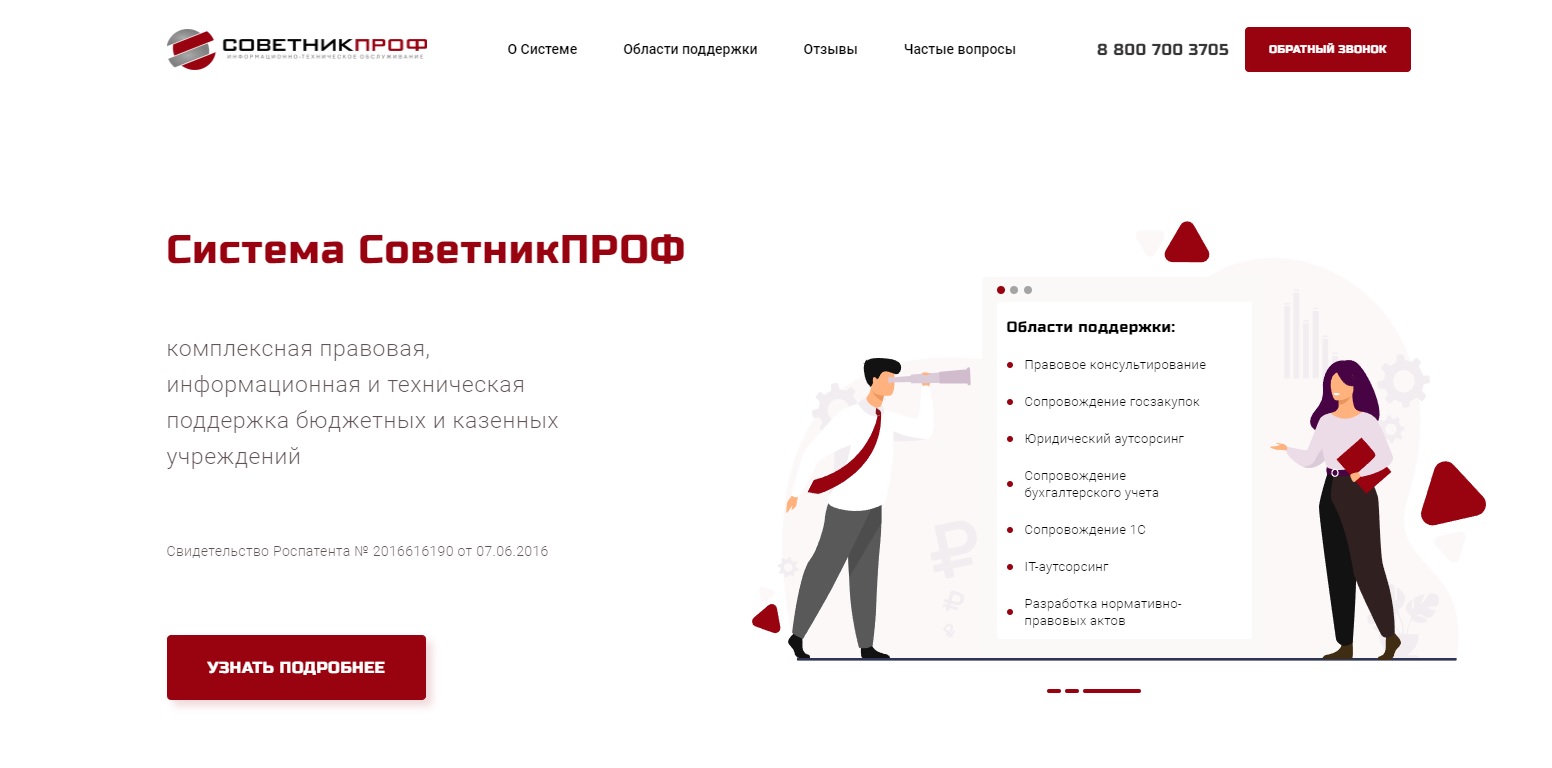 СОВЕТНИКПРОФ
ИНФОРМАЦИОННО-ТЕХНИЧЕСКОЕ ОБСЛУЖИВАНИЕ
О Системе
Области поддержки
Отзывы
Частые вопросы
8 800 700 3705
ОБРАТНЫЙ ЗВОНОК
Система СоветникПРОФ
комплексная правовая,
информационная и техническая
поддержка бюджетных и казенных
учреждений
Свидетельство Роспатента № 2016616190 от 07.06.2016
УЗНАТЬ ПОДРОБНЕЕ
Области поддержки:
Правовое консультирование
Сопровождение госзакупок
Юридический аутсорсинг
Сопровождение
бухгалтерского учета
Сопровождение 1С
IT-аутсорсинг
Разработка нормативно-
правовых актов